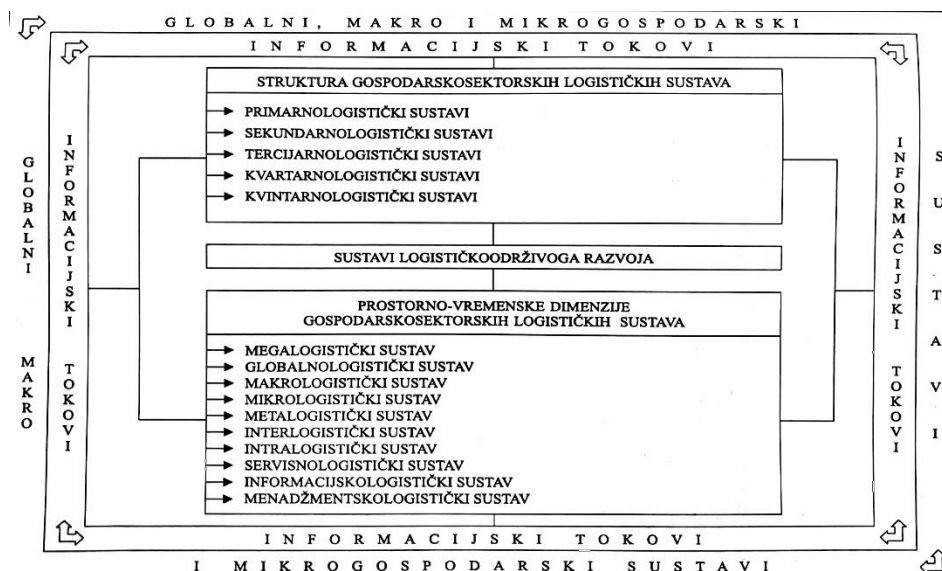 GLOBALNI, MAKRO I MIKROGOSPODARSKI
INFORMACIJSKI TOKOVI
STRUKTURA GOSPODARSKOSEKTORSKIH LOGISTIČKIH SUSTAVA
PRIMARNOLOGISTIČKI SUSTAVI
SEKUNDARNOLOGISTIČKI SUSTAVI
TERCIJARNOLOGISTIČKI SUSTAVI
KVARTARNOLOGISTIČKI SUSTAVI
KVINTARNOLOGISTIČKI SUSTAVI
SUSTAVI LOGISTIČKOODRŽIVOGA RAZVOJA
PROSTORNO-VREMENSKE DIMENZIJE
GOSPODARSKOSEKTORSKIH LOGISTIČKIH SUSTAVA
MEGALOGISTIČKI SUSTAV
GLOBALNOLOGISTIČKI SUSTAV
MAKROLOGISTIČKI SUSTAV
MIKROLOGISTIČKI SUSTAV
METALOGISTIČKI SUSTAV
INTERLOGISTIČKI SUSTAV
INTRALOGISTIČKI SUSTAV
SERVISNOLOGISTIČKI SUSTAV
INFORMACIJSKOLOGISTIČKI SUSTAV
MENADŽMENTSKOLOGISTIČKI SUSTAV
GLOBALNI MAKRO
INFORMACIJSKI TOKOVI
INFORMACIJSKI TOKOVI
SUSTAVI
INFORMACIJSKI TOKOVI
I MIKROGOSPODARSKI SUSTAVI